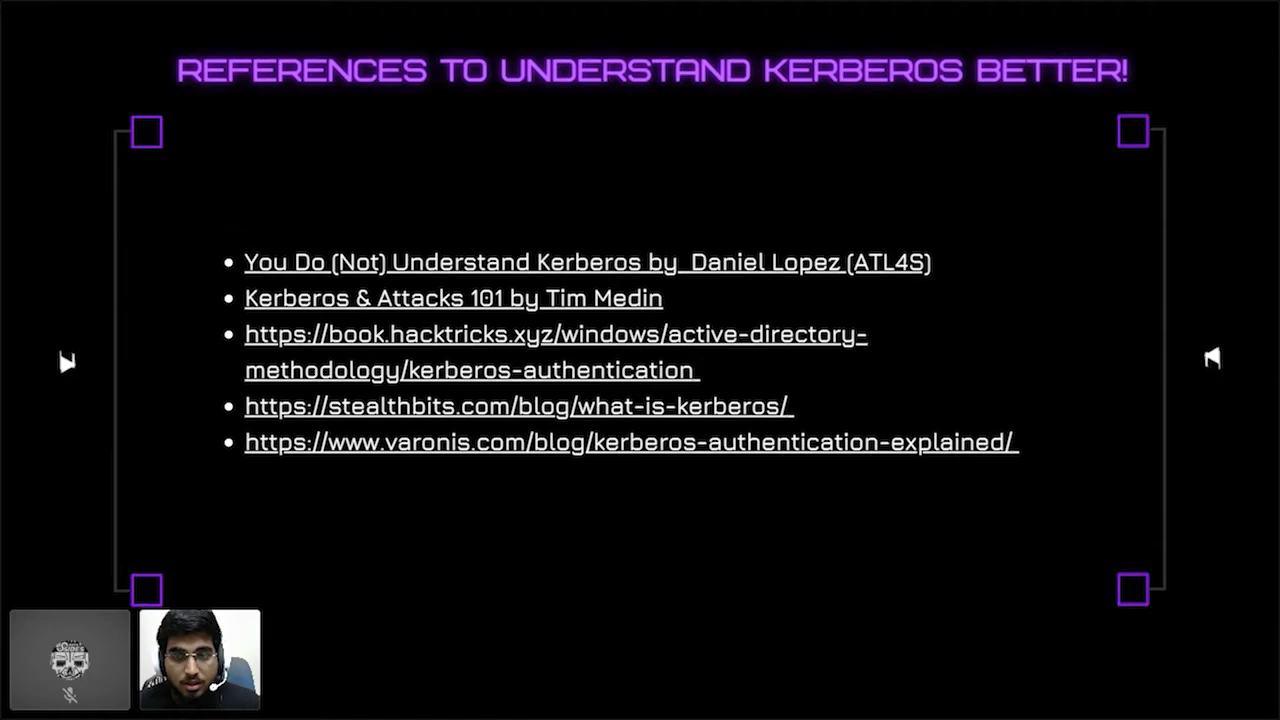 REFERENCES TO UNDERSTAND KERBEROS BETTER!
• You Do (Not) Understand Kerberos by  Daniel Lopez (ATL4S)
• Kerberos & Attacks 101 by Tim Medin
• https://book.hacktricks.xyz/windows/active-directory-
methodology/kerberos-authentication
• https://stealthbits.com/blog/what-is-kerberos/
• https://www.varonis.com/blog/kerberos-authentication-explained/
SIDES